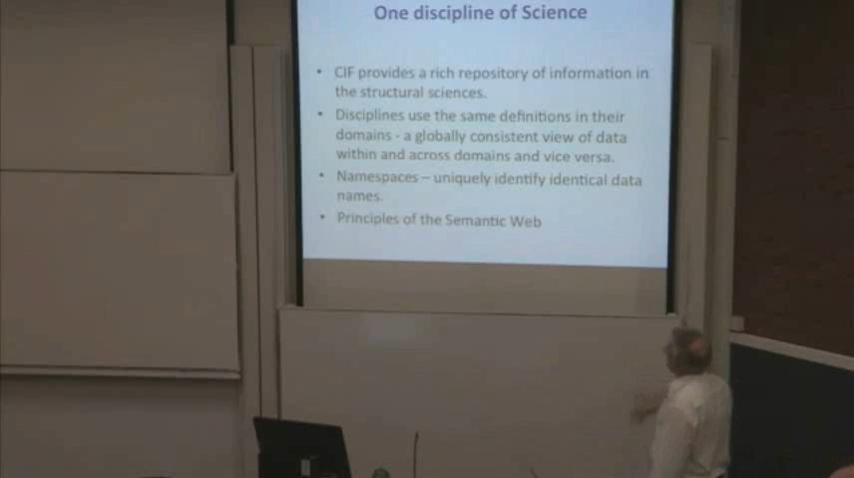 One discipline of Science
• CIF provides a rich repository of information in
the structural sciences.
• Disciplines use the same definitions in their
domains - a globally consistent view of data
within and across domains and vice versa.
• Namespaces – uniquely identify identical data
names.
• Principles of the Semantic Web